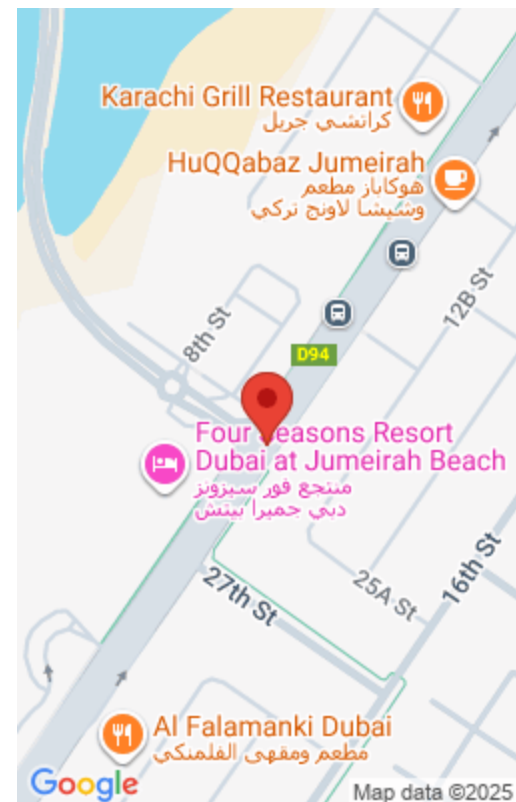 Karachi Grill Restaurant
كراتشي جريل
HuQQabaz Jumeirah
هوكاباز مطعم
وشيشا لاونج تركي
12B St
8th St
D94
Four Seasons Resort
Dubai at Jumeirah Beach
منتجع فور سيزونز
دبي جميرا بيتش
16th St
25A St
27th St
Al Falamanki Dubai
مطعم ومقهى الفلمنكي
Google
Map data ©2025